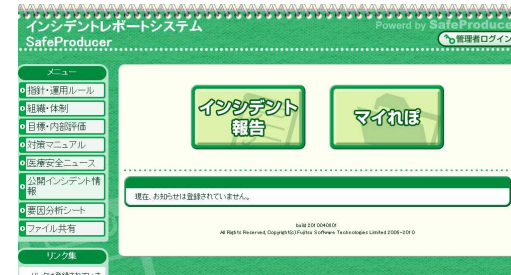 インシデントレポートシステム
SafeProducer
Powerd by SafeProduce
管理者ログイン
メニュー
指針・運用ルール
組織・体制
目標・内部評価
対策マニュアル
医療安全ニュース
公開インシデント情
報
要因分析シート
ファイル共有
リンク集
インシデント
報告
マイれぽ
現在、お知らせは登録されていません。
build 20100401
All Rights Reserved, Copyright(c) Fujitsu Software Technologies Limited 2006-2010